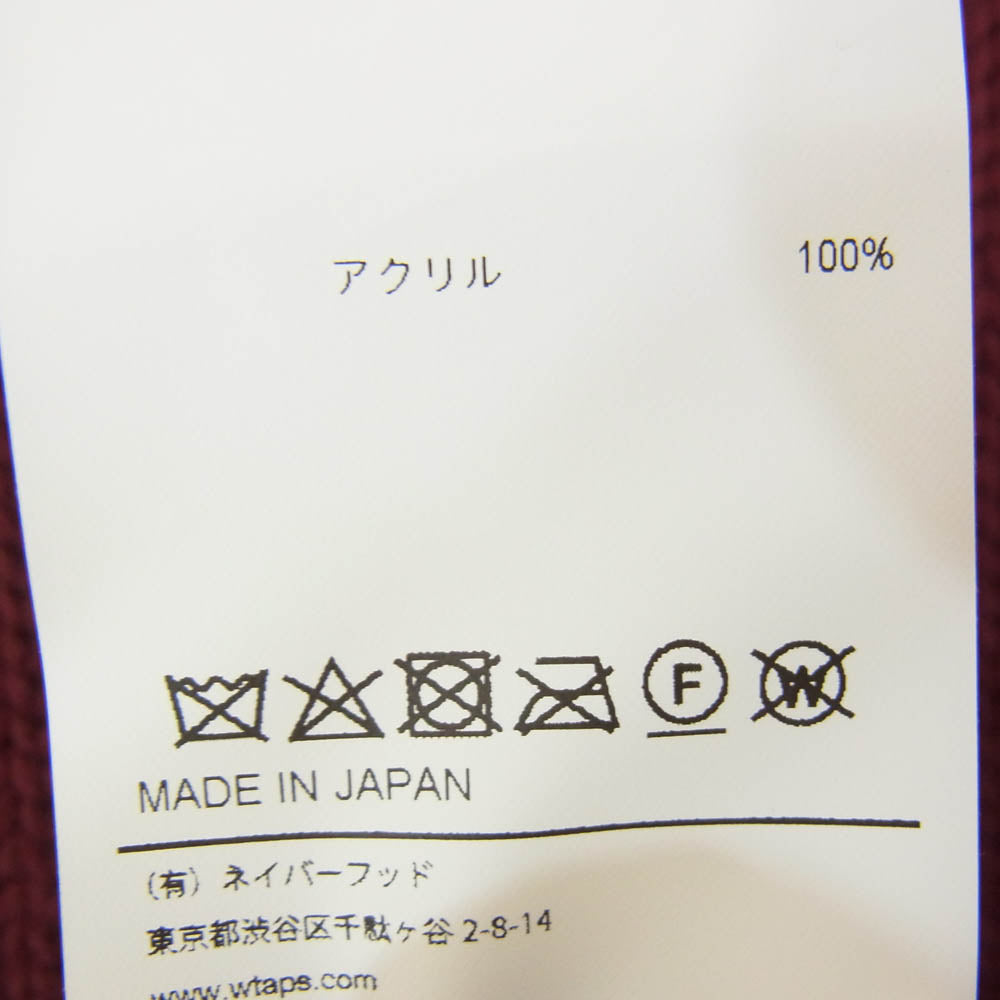 アクリル 100%
F W
MADE IN JAPAN
(有) ネイバーフッド
東京都渋谷区千駄ヶ谷 2-8-14
www.wtaps.com